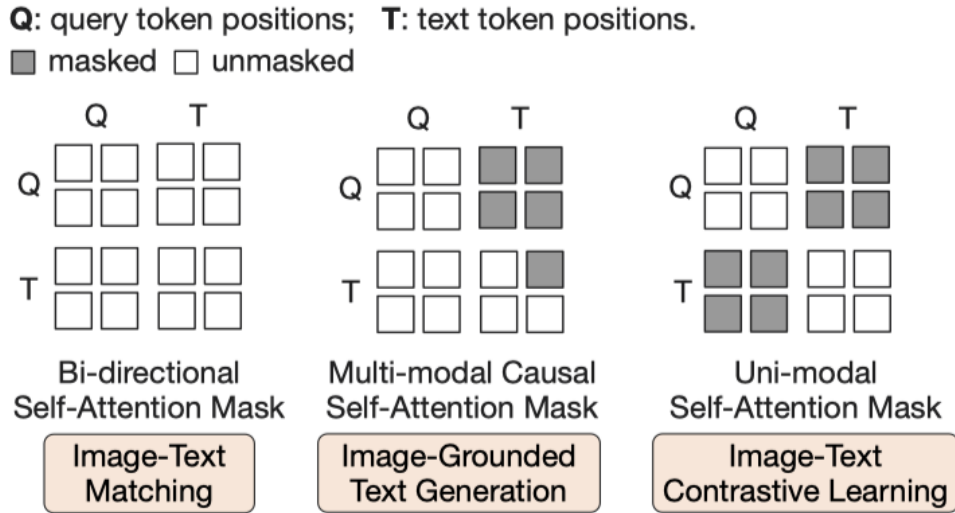 Q: query token positions; T: text token positions.
masked unmasked
Q T
Q
T
Bi-directional
Self-Attention Mask
Image-Text
Matching
Q T
Q
T
Multi-modal Causal
Self-Attention Mask
Image-Grounded
Text Generation
Q T
Q
T
Uni-modal
Self-Attention Mask
Image-Text
Contrastive Learning